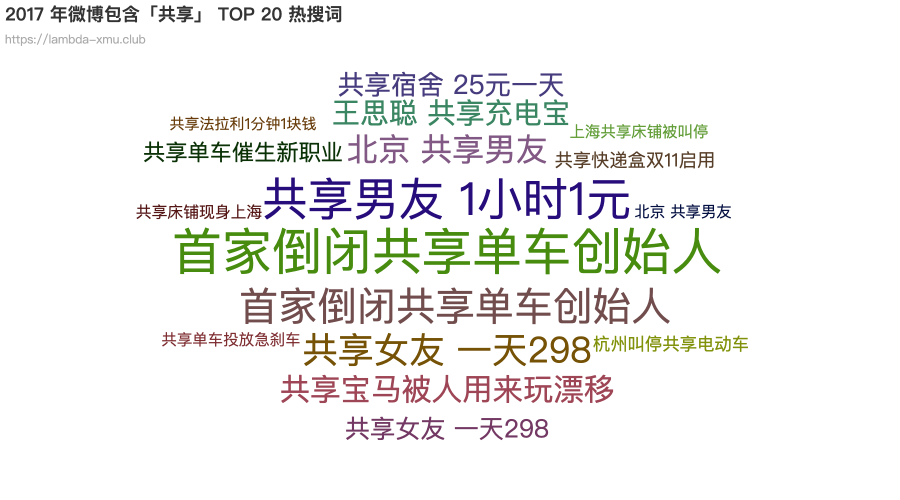 2017 年微博包含「共享」 TOP 20 热搜词
https://lambda-xmu.club
共享宿舍 25元一天
王思聪 共享充电宝
共享法拉利1分钟1块钱
上海共享床铺被叫停
共享单车催生新职业
北京 共享男友
共享快递盒双11启用
共享床铺现身上海
共享男友 1小时1元
北京 共享男友
首家倒闭共享单车创始人
首家倒闭共享单车创始人
共享单车投放急刹车
共享女友 一天298
杭州叫停共享电动车
共享宝马被人用来玩漂移
共享女友 一天298